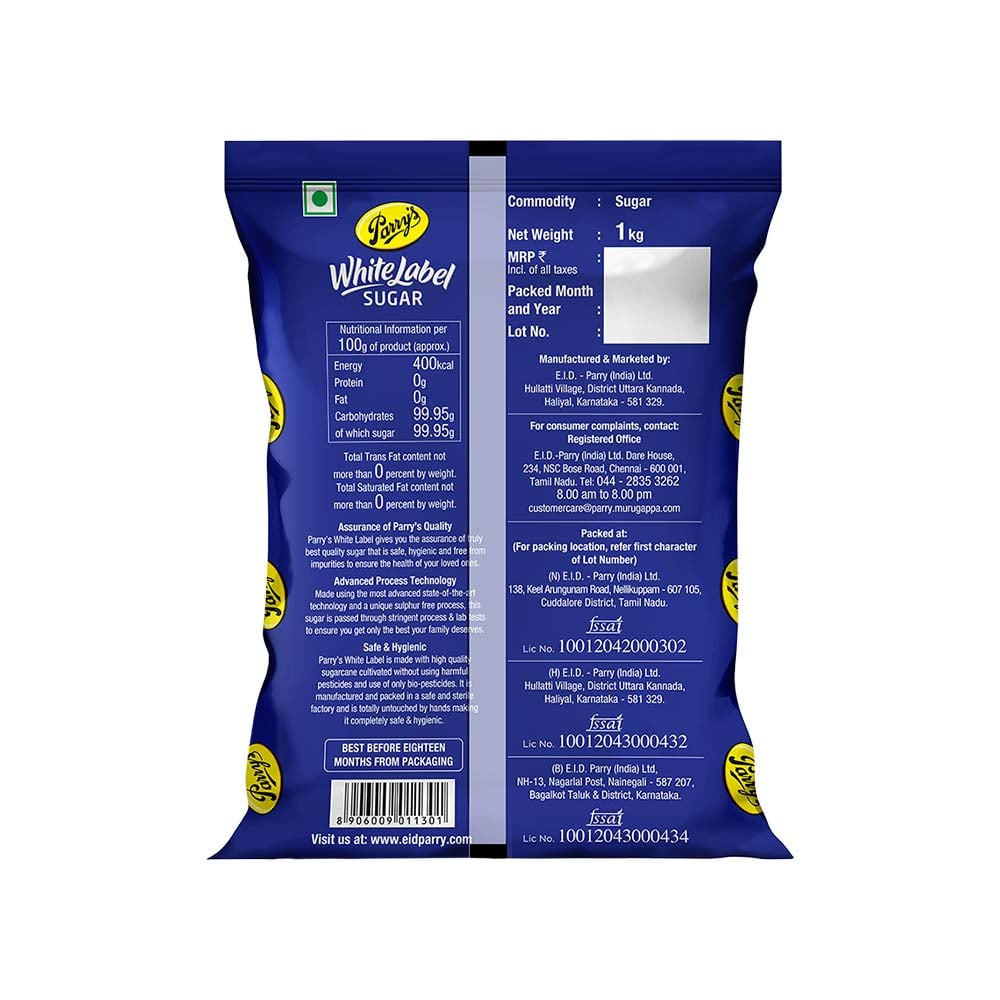 Parry's
White Label
SUGAR
Nutritional Information per
100g of product (approx.)
Energy 400kcal
Protein 0g
Fat 0g
Carbohydrates 99.95g
of which sugar 99.95g
Total Trans Fat content not
more than 0 percent by weight.
Total Saturated Fat content not
more than 0 percent by weight.
Assurance of Parry's Quality
Parry's White Label gives you the assurance of truly
best quality sugar that is safe, hygienic and free from
impurities to ensure the health of your loved ones.
Advanced Process Technology
Made using the most advanced state-of-the-art
technology and a unique sulphur free process, this
sugar is passed through stringent process & lab tests
to ensure you get only the best your family deserves.
Safe & Hygienic
Parry's White Label is made with high quality
sugarcane cultivated without using harmful
pesticides and use of only bio-pesticides. It is
manufactured and packed in a safe and sterile
factory and is totally untouched by hands making
it completely safe & hygienic.
BEST BEFORE EIGHTEEN
MONTHS FROM PACKAGING
8 906009 011301
Visit us at: www.eidparry.com
Commodity : Sugar
Net Weight : 1 kg
MRP ₹ :
Incl. of all taxes
Packed Month
and Year :
Lot No. :
Manufactured & Marketed by:
E.I.D. - Parry (India) Ltd.
Hullatti Village, District Uttara Kannada,
Haliyal, Karnataka - 581 329.
For consumer complaints, contact:
Registered Office
E.I.D.-Parry (India) Ltd. Dare House,
234, NSC Bose Road, Chennai - 600 001,
Tamil Nadu. Tel: 044 - 2835 3262
8.00 am to 8.00 pm
customercare@parry.murugappa.com
Packed at:
(For packing location, refer first character
of Lot Number)
(N) E.I.D. - Parry (India) Ltd.
138, Keel Arungunam Road, Nellikuppam - 607 105,
Cuddalore District, Tamil Nadu.
fssai
Lic No. 10012042000302
(H) E.I.D. - Parry (India) Ltd.
Hullatti Village, District Uttara Kannada,
Haliyal, Karnataka - 581 329.
fssai
Lic No. 10012043000432
(B) E.I.D. Parry (India) Ltd,
NH-13, Nagarlal Post, Nainegali - 587 207,
Bagalkot Taluk & District, Karnataka.
fssai
Lic No. 10012043000434
Parry's
Parry's